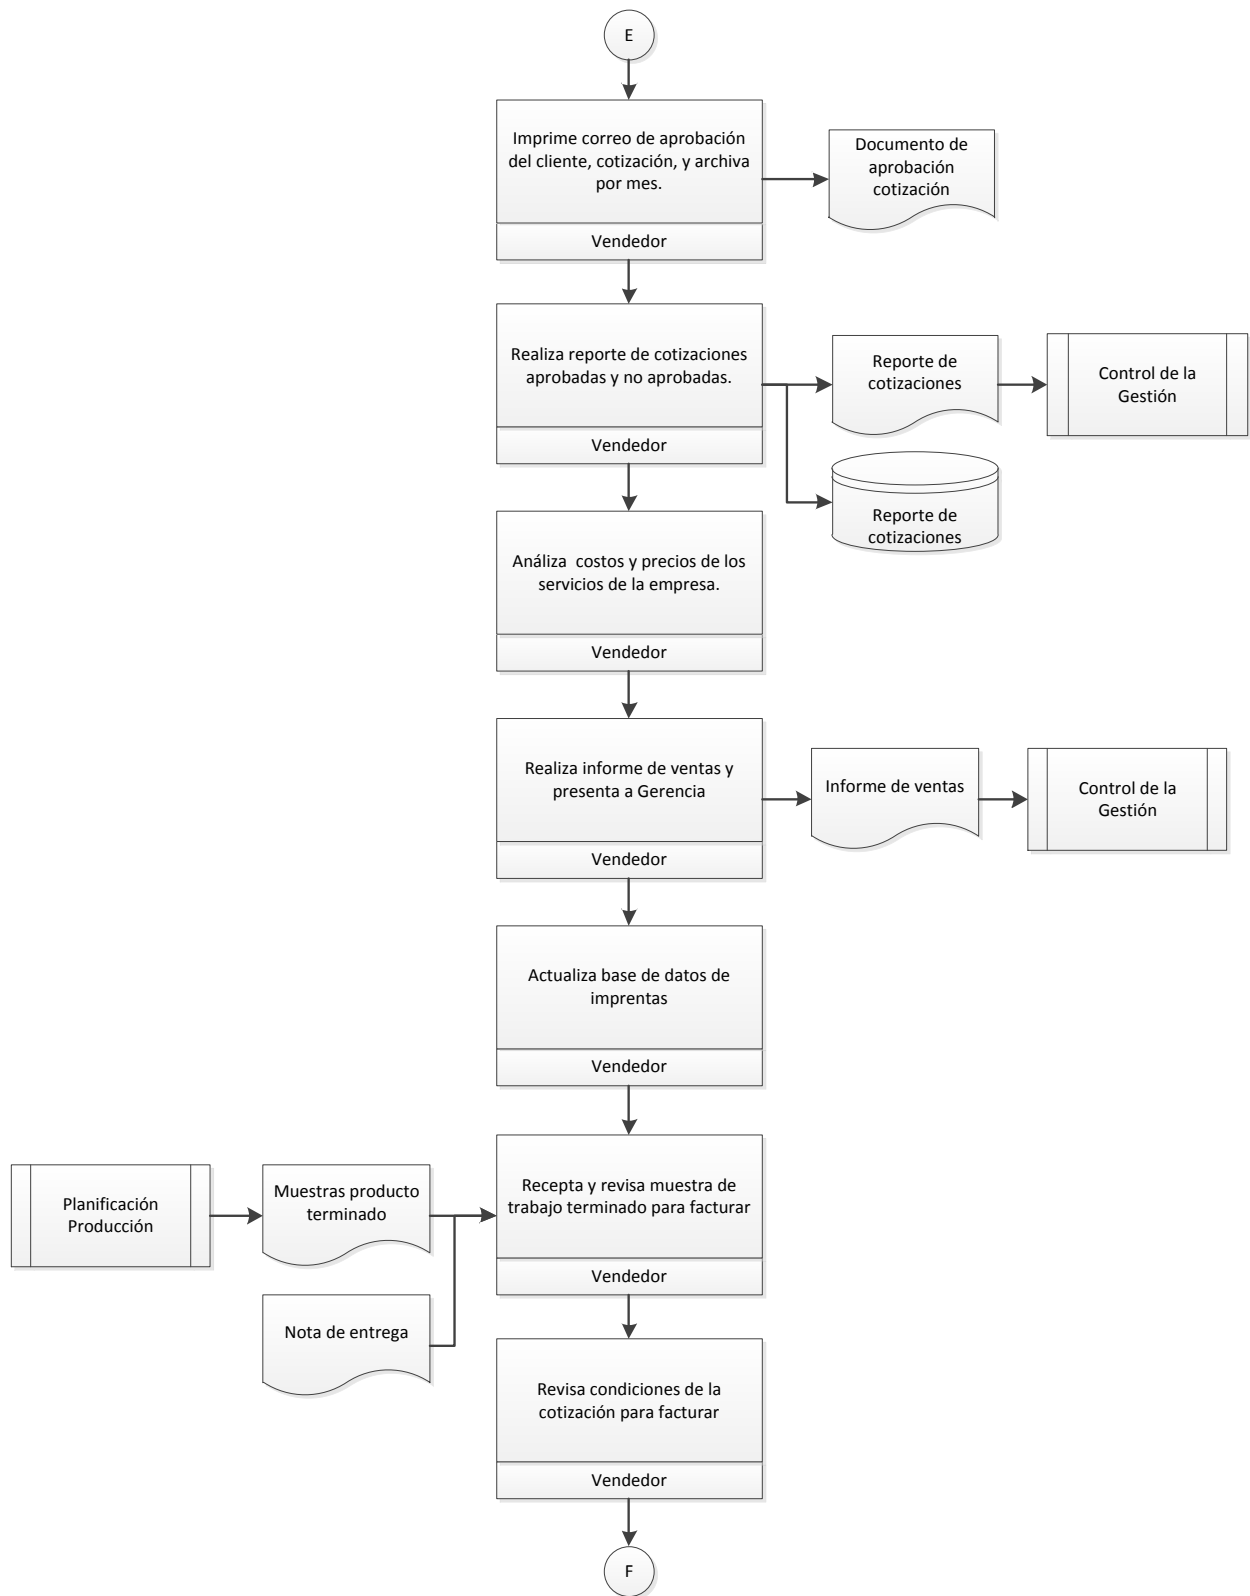 E
Imprime correo de aprobación
del cliente, cotización, y archiva
por mes.
Vendedor
Documento de
aprobación
cotización
Realiza reporte de cotizaciones
aprobadas y no aprobadas.
Vendedor
Reporte de
cotizaciones
Control de la
Gestión
Reporte de
cotizaciones
Análiza  costos y precios de los
servicios de la empresa.
Vendedor
Realiza informe de ventas y
presenta a Gerencia
Vendedor
Informe de ventas
Control de la
Gestión
Actualiza base de datos de
imprentas
Vendedor
Planificación
Producción
Muestras producto
terminado
Recepta y revisa muestra de
trabajo terminado para facturar
Vendedor
Nota de entrega
Revisa condiciones de la
cotización para facturar
Vendedor
F